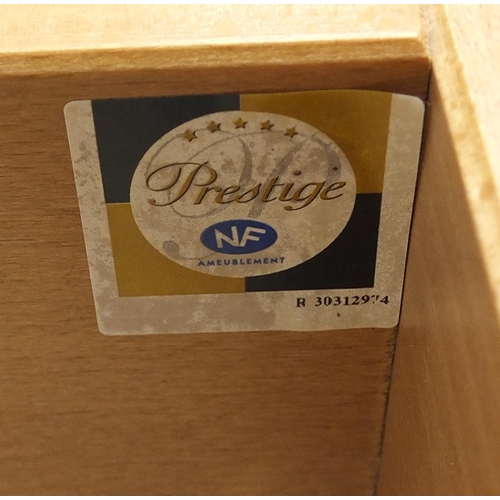 Prestige
NF
AMEUBLEMENT
R 30312974